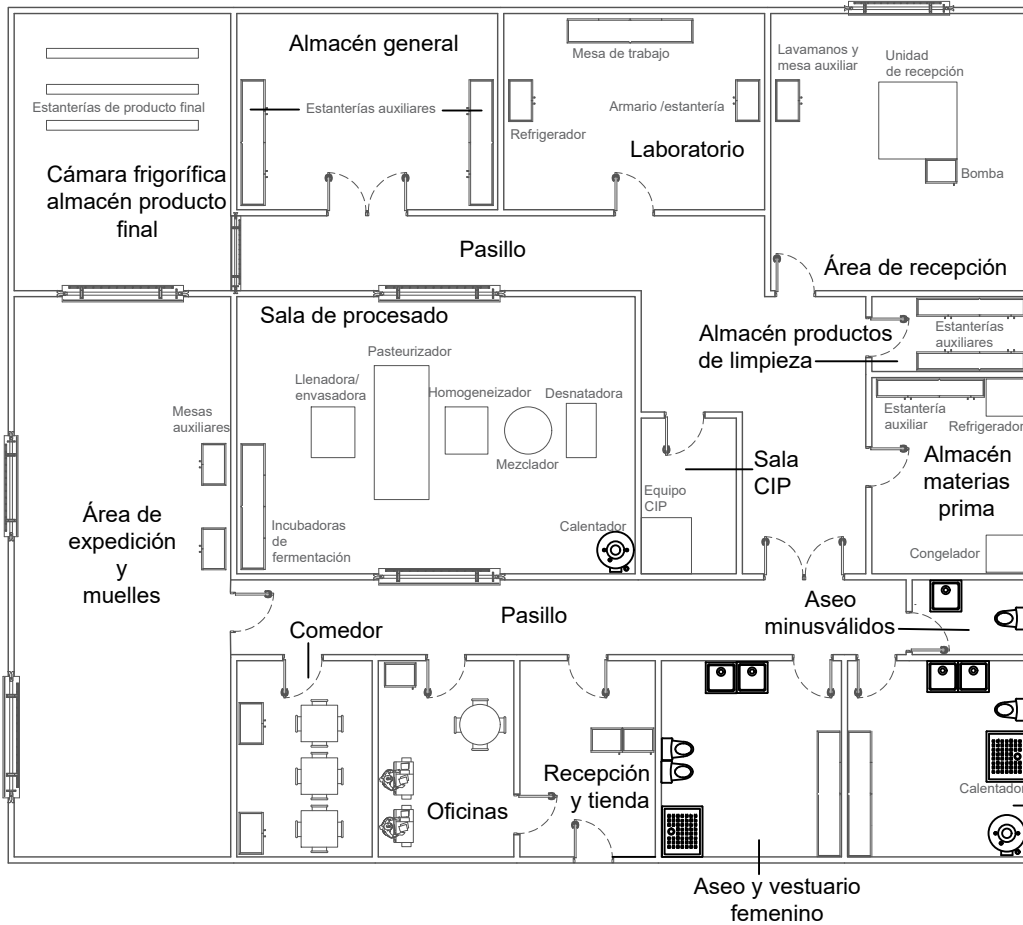 Almacén general
Mesa de trabajo
Lavamanos y
mesa auxiliar
Unidad
de recepción
Estanterías de producto final
Estanterías auxiliares
Armario /estantería
Refrigerador
Laboratorio
Bomba
Cámara frigorífica
almacén producto
final
Pasillo
Área de recepción
Sala de procesado
Almacén productos
de limpieza
Estanterías
auxiliares
Pasteurizador
Llenadora/
envasadora
Homogeneizador
Desnatadora
Mezclador
Mesas
auxiliares
Estantería
auxiliar
Refrigerador
Almacén
materias
prima
Sala
CIP
Equipo
CIP
Área de
expedición
y
muelles
Incubadoras
de
fermentación
Calentador
Congelador
Pasillo
Aseo
minusválidos
Comedor
Recepción
y tienda
Oficinas
Calentador
Aseo y vestuario
femenino